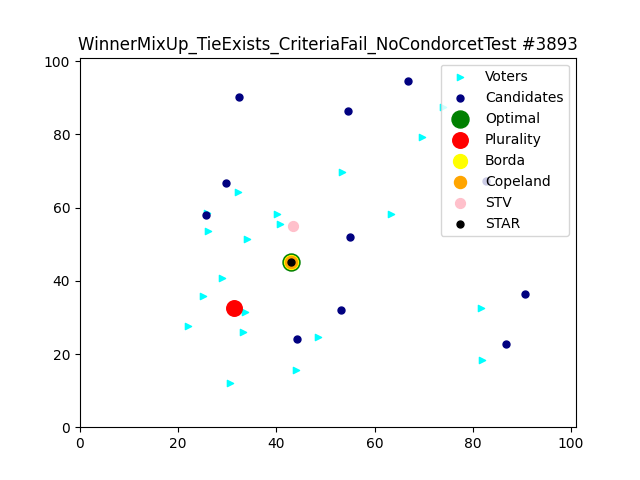 WinnerMixUp_TieExists_CriteriaFail_NoCondorcetTest #3893
100
80
60
40
20
0
0 20 40 60 80 100
Voters
Candidates
Optimal
Plurality
Borda
Copeland
STV
STAR